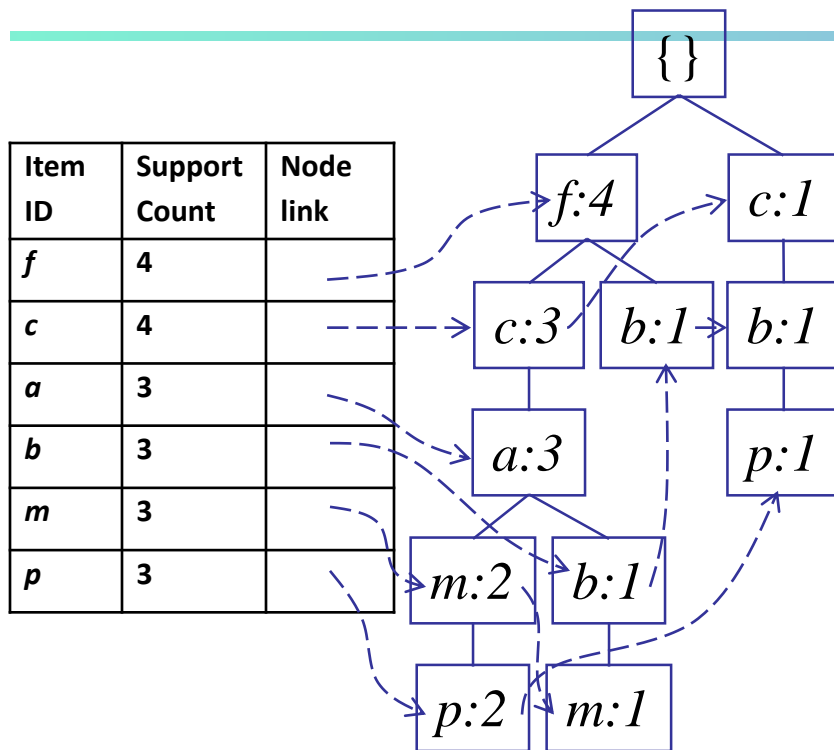 {}
Item ID Support Count Node link
f 4
c 4
a 3
b 3
m 3
p 3
f:4 c:1
c:3 b:1 b:1
a:3 p:1
m:2 b:1
p:2 m:1